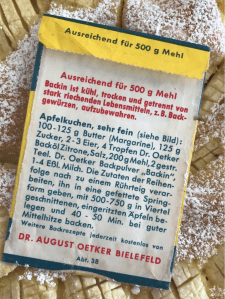 Ausreichend für 500 g Mehl
Ausreichend für 500 g Mehl
Backin ist kühl, trocken und getrennt von
stark riechenden Lebensmitteln, z. B. Back-
gewürzen, aufzubewahren.
Apfelkuchen, sehr fein (siehe Bild):
100-125 g Butter (Margarine), 125 g
Zucker, 2-3 Eier, 4 Tropfen Dr. Oetker
Backöl Zitrone, Salz, 200 g Mehl, 2 gestr.
Teel. Dr. Oetker Backpulver „Backin“
1-4 Eßl. Milch. Die Zutaten der Reihen-
folge nach zu einem Rührteig verarbei-
ten, ihn in eine gefettete Spring-
form geben, mit 500-750 g in Viertel
geschnittenen, eingeritzten Äpfeln be-
legen und 40 - 50 Min. bei guter
Mittelhitze backen.
Weitere Backrezepte jederzeit kostenlos von
DR. AUGUST OETKER BIELEFELD
Abt. 38